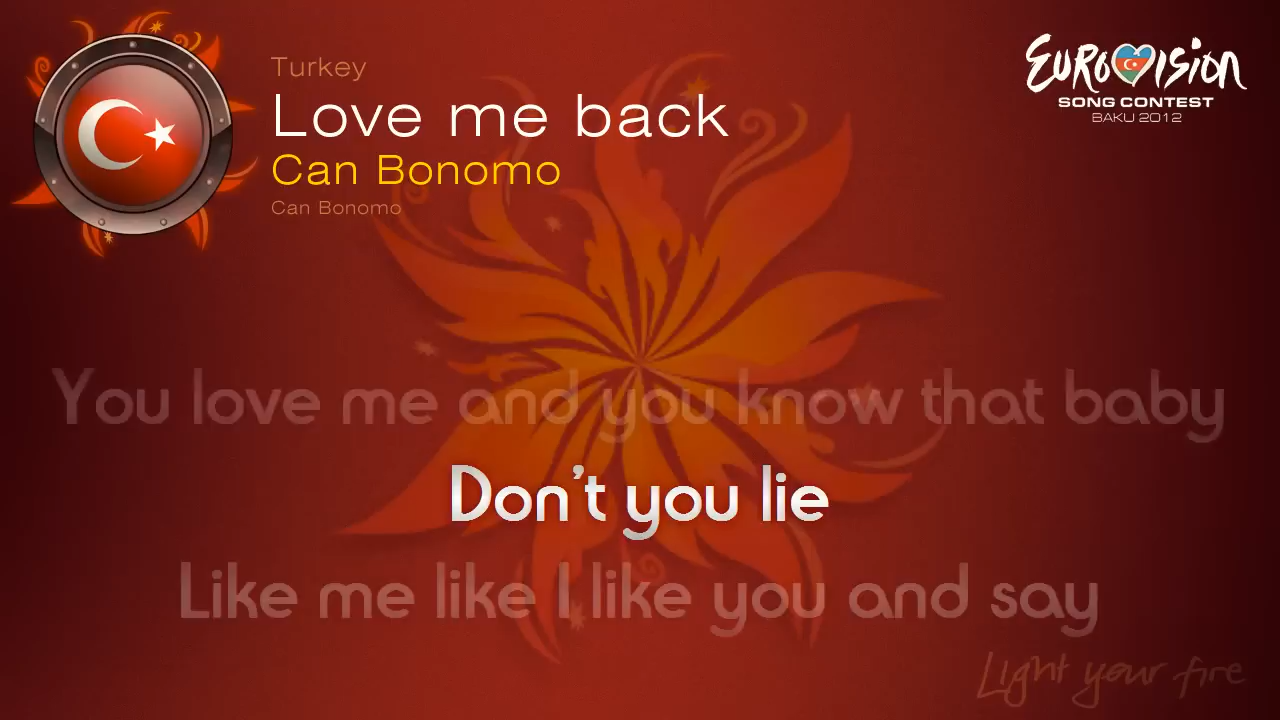 Turkey
Love me back
Can Bonomo
Can Bonomo
EUROVISION
SONG CONTEST
BAKU 2012
You love me and you know that baby
Don't you lie
Like me like I like you and say
Light your fire